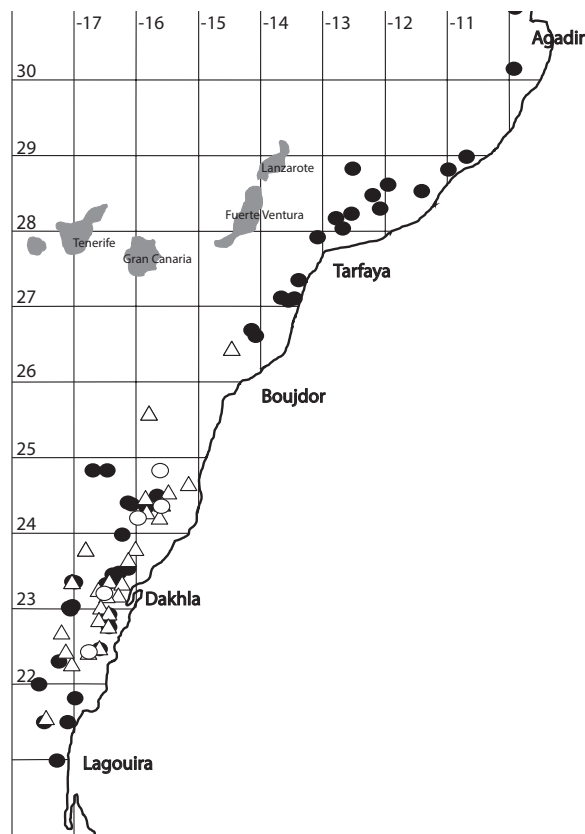 -17 -16 -15 -14 -13 -12 -11
Agadir
30
29
Lanzarote
Fuerte Ventura
28
Tenerife
Gran Canaria
Tarfaya
27
26
Boujdor
25
24
Dakhla
23
22
Lagouira